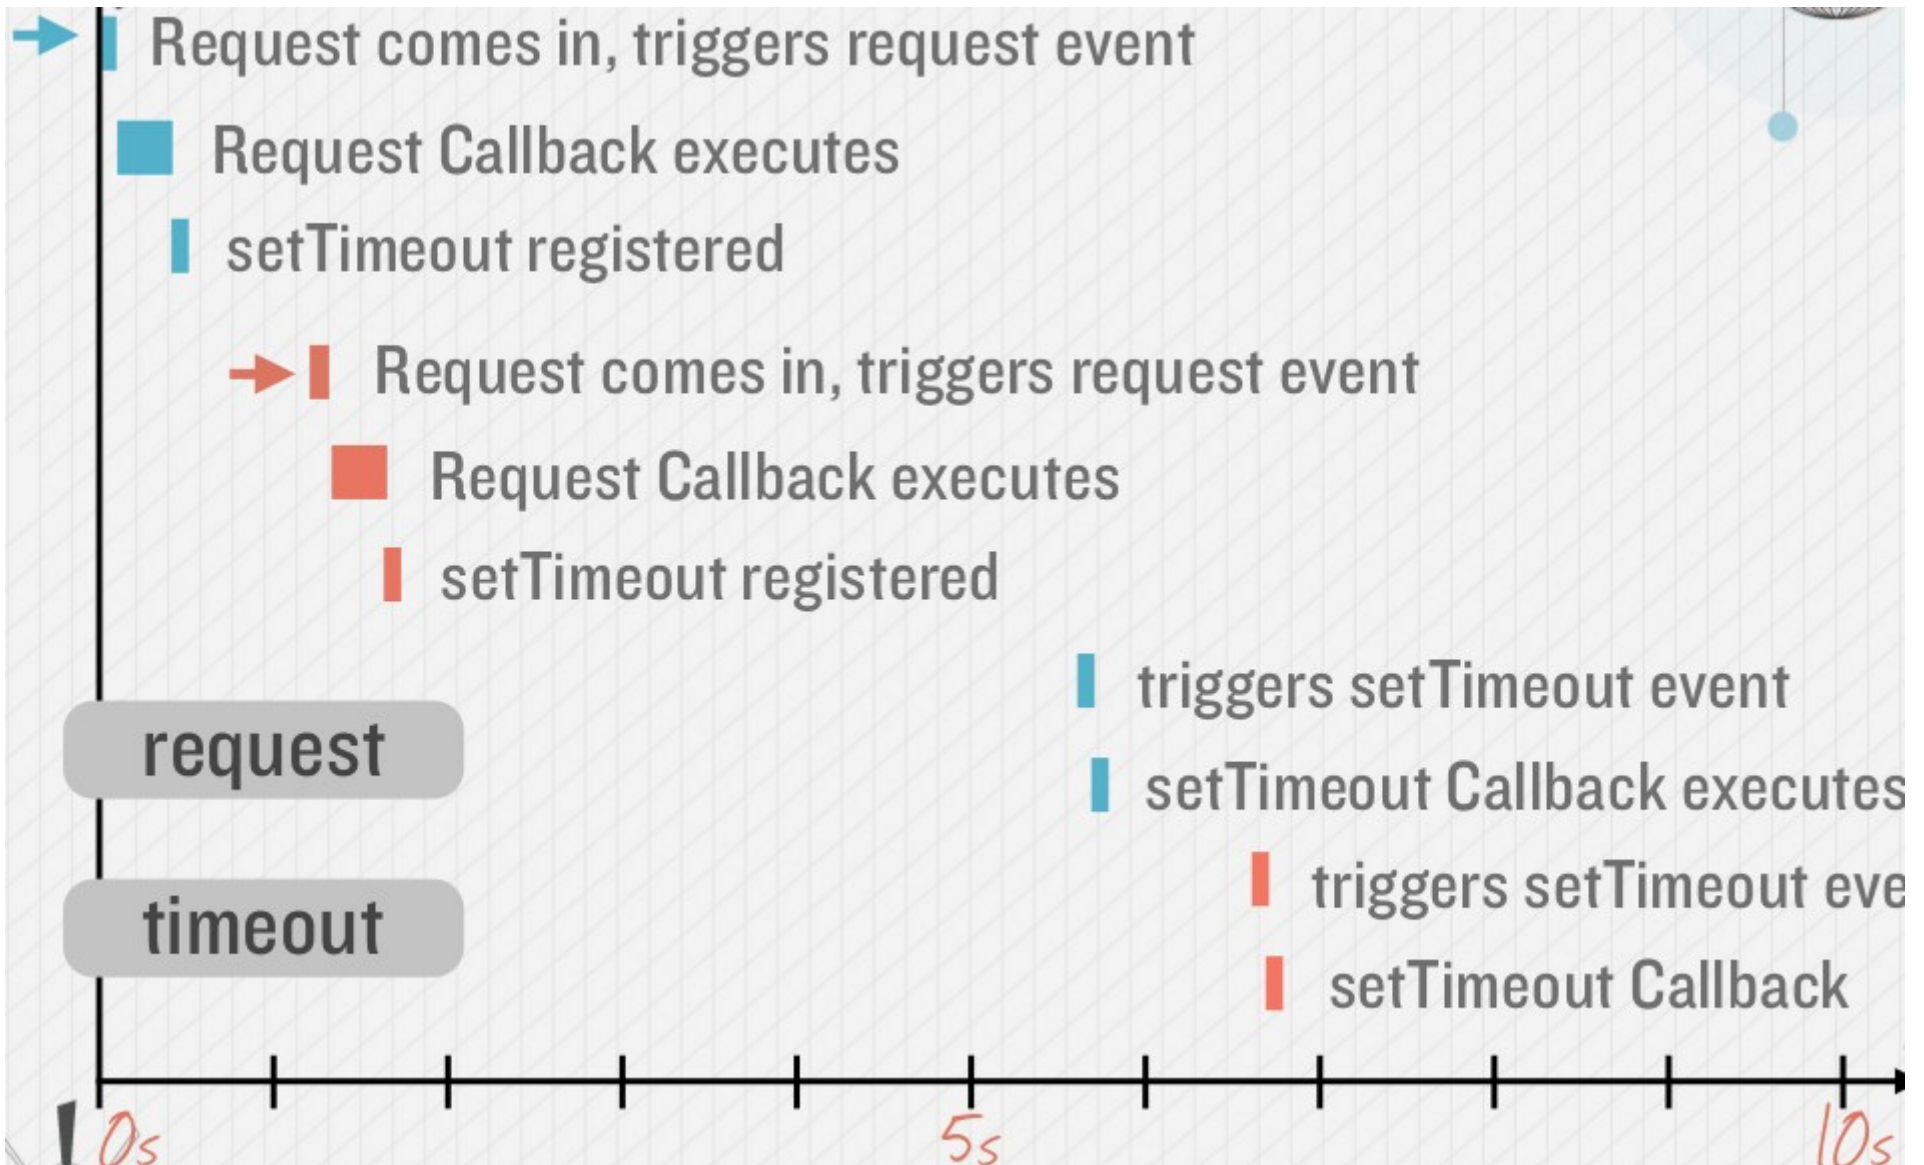 Request comes in, triggers request event
Request Callback executes
setTimeout registered
Request comes in, triggers request event
Request Callback executes
setTimeout registered
triggers setTimeout event
request
setTimeout Callback executes
triggers setTimeout eve
timeout
setTimeout Callback
0s 5s 10s